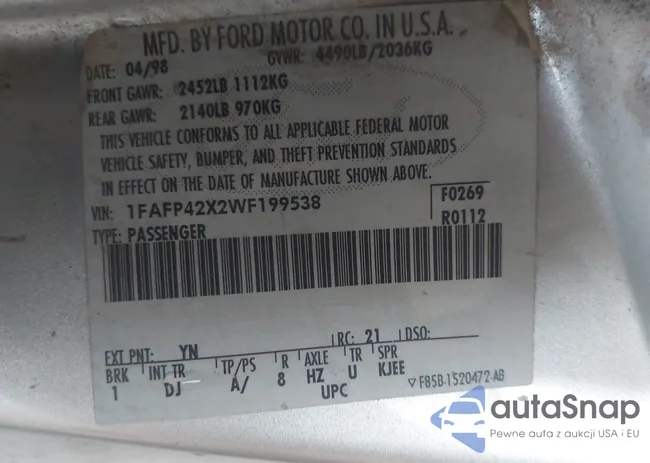 MFD. BY FORD MOTOR CO. IN U.S.A.
DATE: 04/98 GVWR: 4490LB/2036KG
FRONT GAWR: 2452LB 1112KG
REAR GAWR: 2140LB 970KG
THIS VEHICLE CONFORMS TO ALL APPLICABLE FEDERAL MOTOR
VEHICLE SAFETY, BUMPER, AND THEFT PREVENTION STANDARDS
IN EFFECT ON THE DATE OF MANUFACTURE SHOWN ABOVE.
VIN: 1FAFP42X2WF199538 F0269
TYPE: PASSENGER R0112
EXT PNT: YN RC: 21 DSO:
BRK INT TR TP/PS R AXLE TR SPR
1 DJ A/ 8 HZ U KJEE
UPC ▽F85B-1520472-AB
autaSnap
Pewne auta z aukcji USA i EU